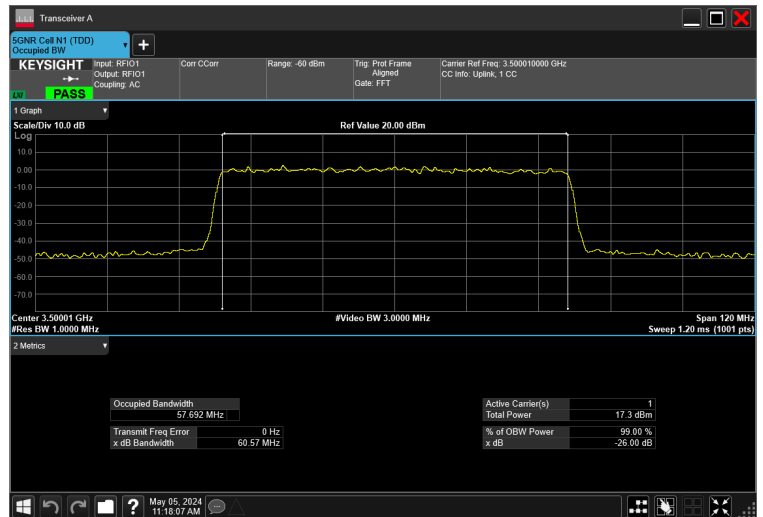 Transceiver A
5GNR Cell N1 (TDD)
Occupied BW
KEYSIGHT
LXI
PASS
Input: RFIO1
Output: RFIO1
Coupling: AC
Corr CCorr
Range: -60 dBm
Trig: Prot Frame
Aligned
Gate: FFT
Carrier Ref Freq: 3.500010000 GHz
CC Info: Uplink, 1 CC
1 Graph
Scale/Div 10.0 dB
Ref Value 20.00 dBm
Log
10.0
0.00
-10.0
-20.0
-30.0
-40.0
-50.0
-60.0
-70.0
Center 3.50001 GHz
#Video BW 3.0000 MHz
Span 120 MHz
#Res BW 1.0000 MHz
Sweep 1.20 ms (1001 pts)
2 Metrics
Occupied Bandwidth
57.692 MHz
Transmit Freq Error 0 Hz
x dB Bandwidth 60.57 MHz
Active Carrier(s) 1
Total Power 17.3 dBm
% of OBW Power 99.00 %
x dB -26.00 dB
?
May 05, 2024
11:18:07 AM